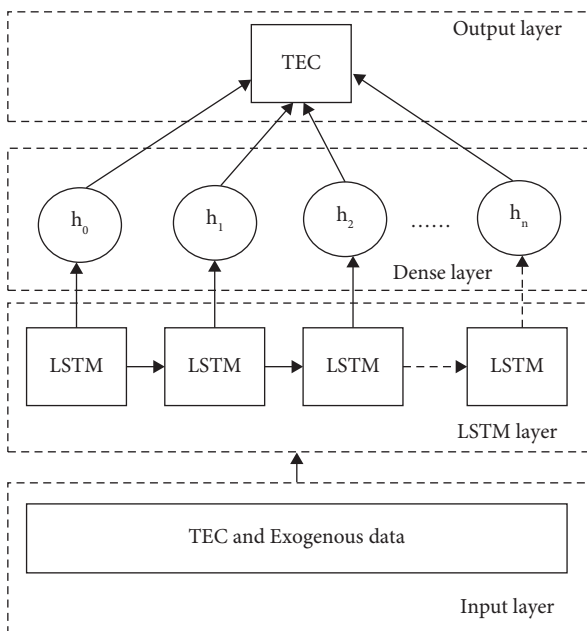 Output layer
TEC
h₀ h₁ h₂ ...... hₙ
Dense layer
LSTM LSTM LSTM LSTM
LSTM layer
TEC and Exogenous data
Input layer